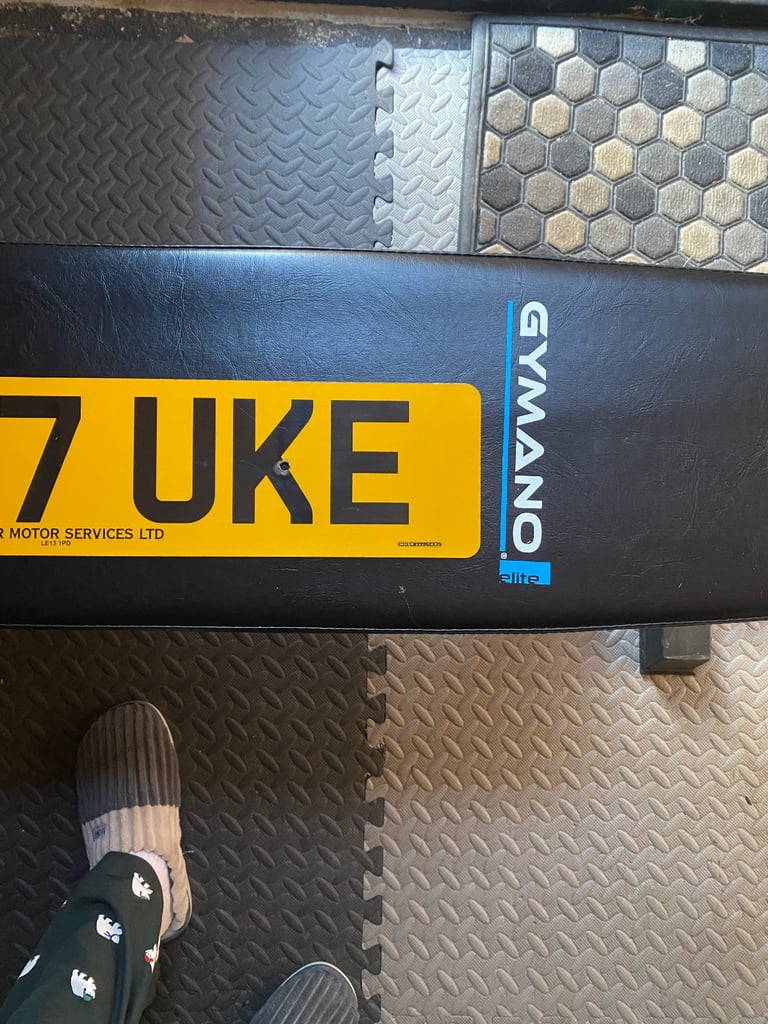 7 UKE
R MOTOR SERVICES LTD
LE13 1PD
GYMANO
®
elite